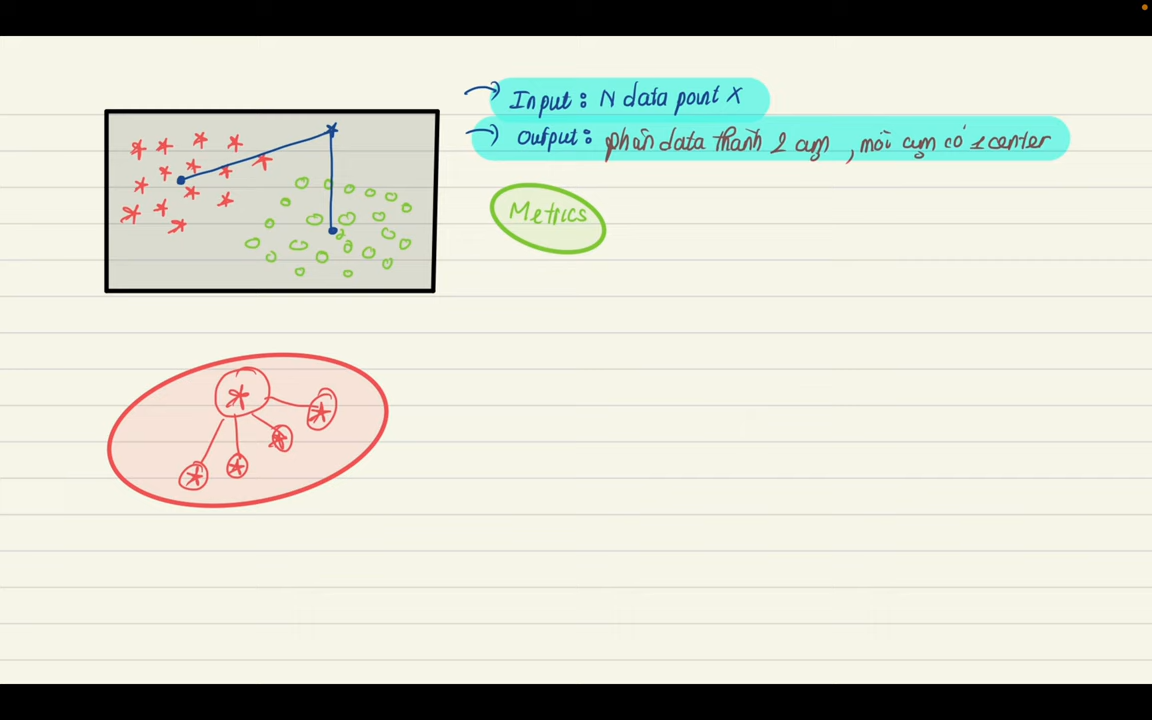 Input: N data point X
Output: phân data thành 2 cụm, mỗi cụm có 1 center
Metrics